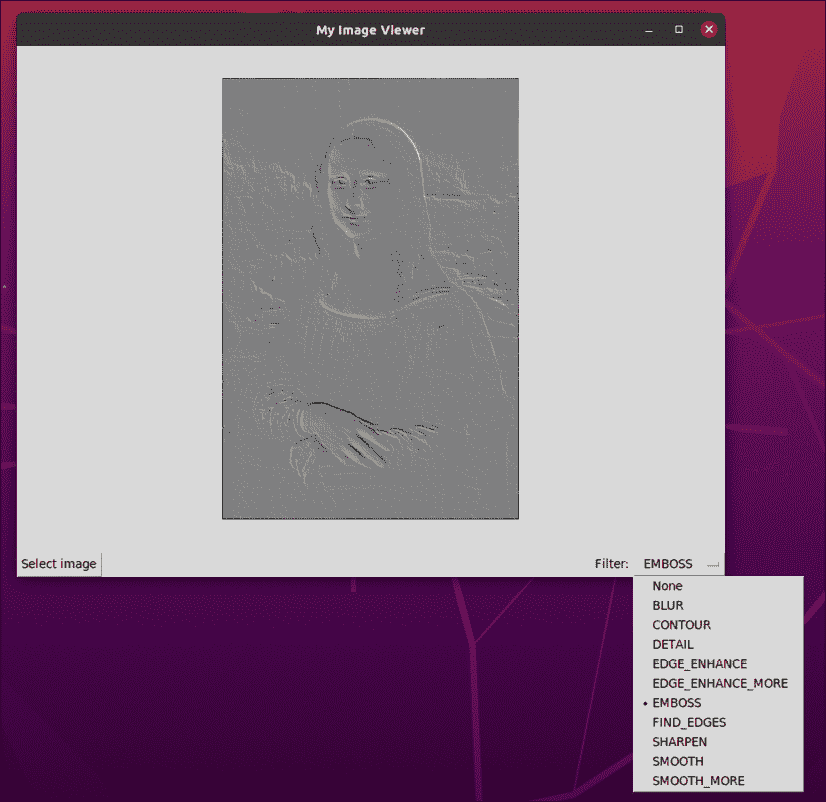 My Image Viewer
Select image
Filter: EMBOSS
None
BLUR
CONTOUR
DETAIL
EDGE_ENHANCE
EDGE_ENHANCE_MORE
EMBOSS
FIND_EDGES
SHARPEN
SMOOTH
SMOOTH_MORE